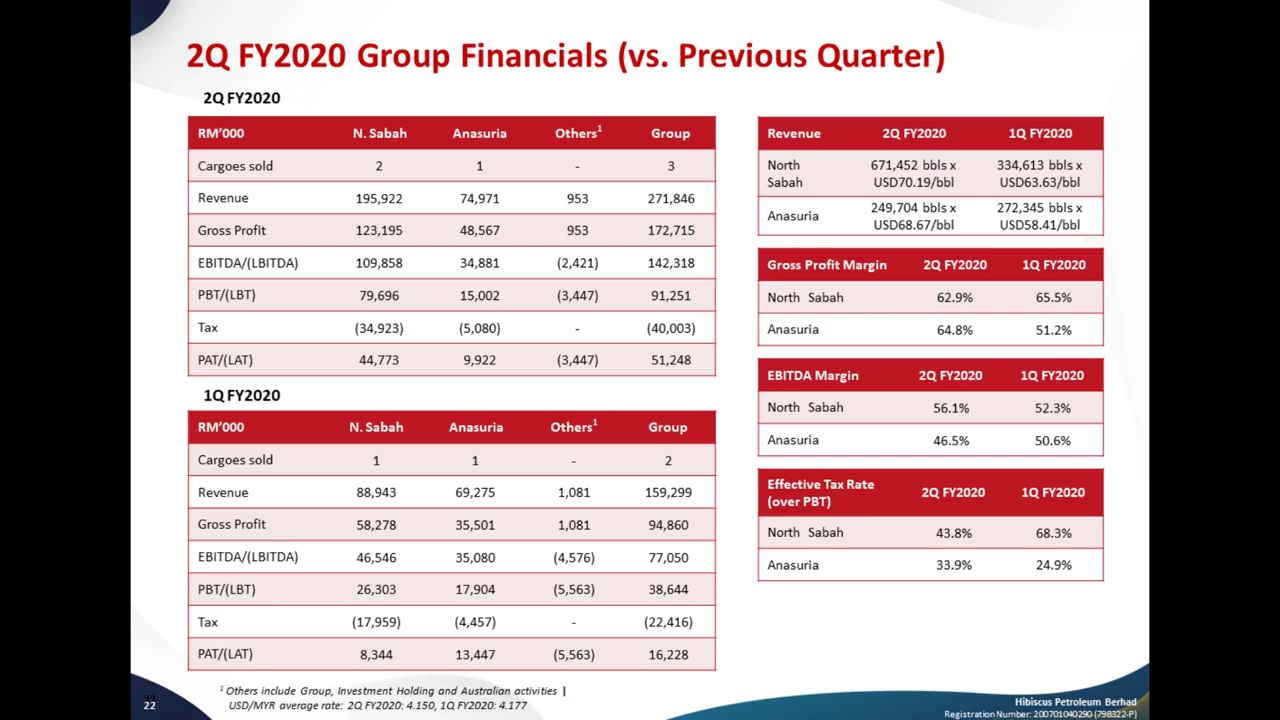 2Q FY2020 Group Financials (vs. Previous Quarter)
2Q FY2020
RM'000 N. Sabah Anasuria Others1 Group
Cargoes sold 2 1 - 3
Revenue 195,922 74,971 953 271,846
Gross Profit 123,195 48,567 953 172,715
EBITDA/(LBITDA) 109,858 34,881 (2,421) 142,318
PBT/(LBT) 79,696 15,002 (3,447) 91,251
Tax (34,923) (5,080) - (40,003)
PAT/(LAT) 44,773 9,922 (3,447) 51,248
1Q FY2020
RM'000 N. Sabah Anasuria Others1 Group
Cargoes sold 1 1 - 2
Revenue 88,943 69,275 1,081 159,299
Gross Profit 58,278 35,501 1,081 94,860
EBITDA/(LBITDA) 46,546 35,080 (4,576) 77,050
PBT/(LBT) 26,303 17,904 (5,563) 38,644
Tax (17,959) (4,457) - (22,416)
PAT/(LAT) 8,344 13,447 (5,563) 16,228
Revenue 2Q FY2020 1Q FY2020
North 671,452 bbls x 334,613 bbls x
Sabah USD70.19/bbl USD63.63/bbl
Anasuria 249,704 bbls x 272,345 bbls x
USD68.67/bbl USD58.41/bbl
Gross Profit Margin 2Q FY2020 1Q FY2020
North Sabah 62.9% 65.5%
Anasuria 64.8% 51.2%
EBITDA Margin 2Q FY2020 1Q FY2020
North Sabah 56.1% 52.3%
Anasuria 46.5% 50.6%
Effective Tax Rate
(over PBT) 2Q FY2020 1Q FY2020
North Sabah 43.8% 68.3%
Anasuria 33.9% 24.9%
1 Others include Group, Investment Holding and Australian activities |
USD/MYR average rate: 2Q FY2020: 4.150, 1Q FY2020: 4.177
22
Hibiscus Petroleum Berhad
Registration Number: 200701040290 (798322-P)